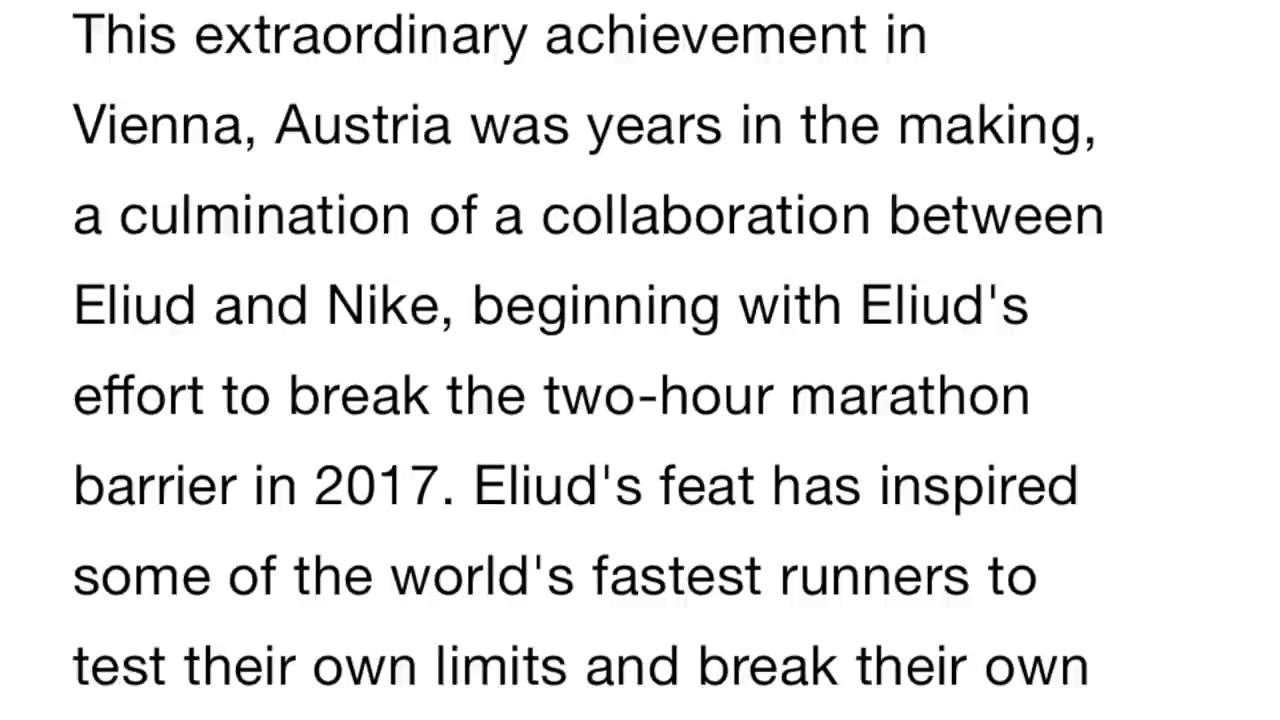 This extraordinary achievement in
Vienna, Austria was years in the making,
a culmination of a collaboration between
Eliud and Nike, beginning with Eliud's
effort to break the two-hour marathon
barrier in 2017. Eliud's feat has inspired
some of the world's fastest runners to
test their own limits and break their own